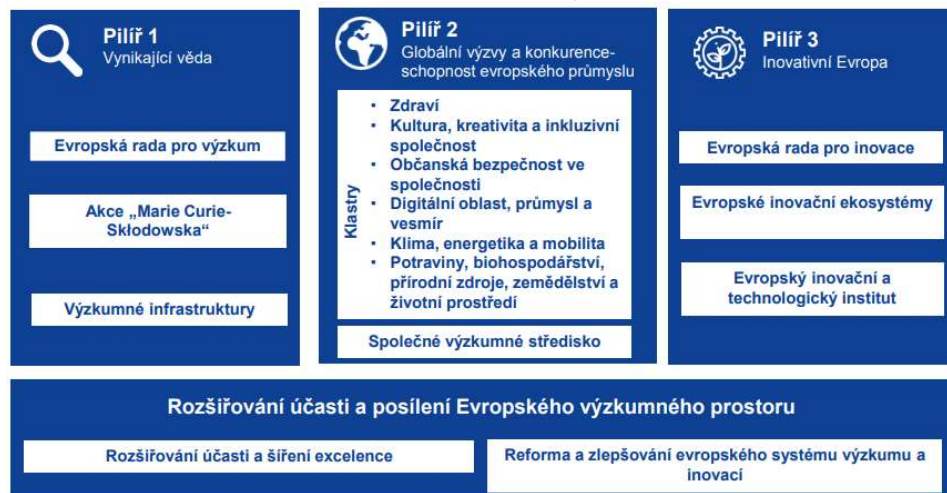 Pilíř 1
Vynikající věda
Evropská rada pro výzkum
Akce „Marie Curie-
Skłodowska“
Výzkumné infrastruktury
Pilíř 2
Globální výzvy a konkurence-
schopnost evropského průmyslu
Klastry
• Zdraví
• Kultura, kreativita a inkluzivní
společnost
• Občanská bezpečnost ve
společnosti
• Digitální oblast, průmysl a
vesmír
• Klima, energetika a mobilita
• Potraviny, biohospodářství,
přírodní zdroje, zemědělství a
životní prostředí
Společné výzkumné středisko
Pilíř 3
Inovativní Evropa
Evropská rada pro inovace
Evropské inovační ekosystémy
Evropský inovační a
technologický institut
Rozšiřování účasti a posílení Evropského výzkumného prostoru
Rozšiřování účasti a šíření excelence
Reforma a zlepšování evropského systému výzkumu a
inovací